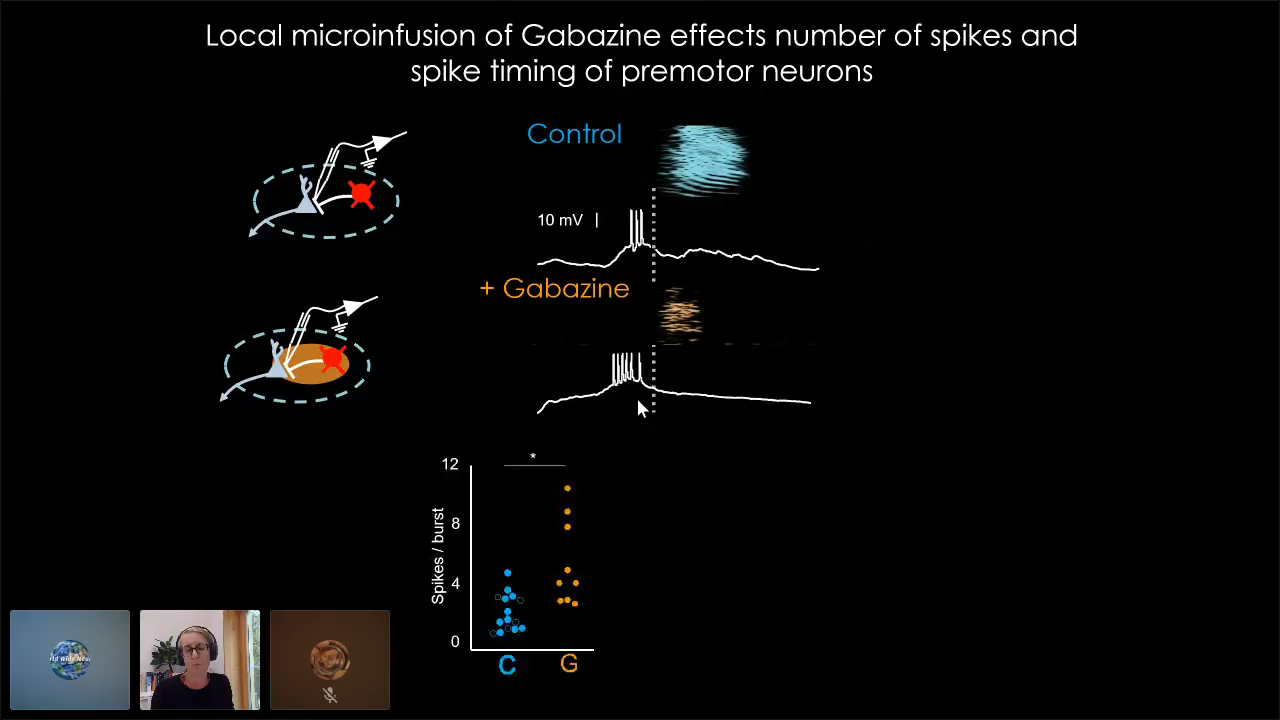 Local microinfusion of Gabazine effects number of spikes and
spike timing of premotor neurons
Control
10 mV
+ Gabazine
*
12
8
4
0
Spikes / burst
C
G